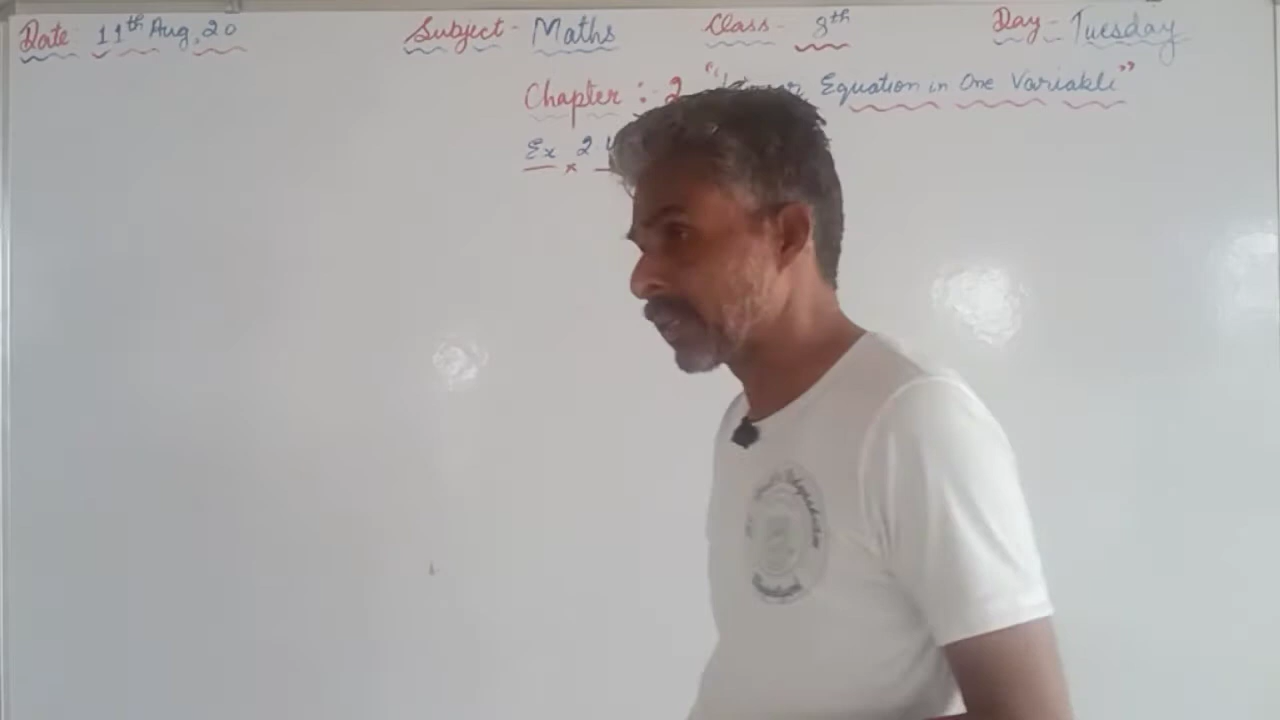 Date 11th Aug, 20 Subject - Maths Class - 8th Day - Tuesday
Chapter : 2 " Equation in One Variable"
Ex 2